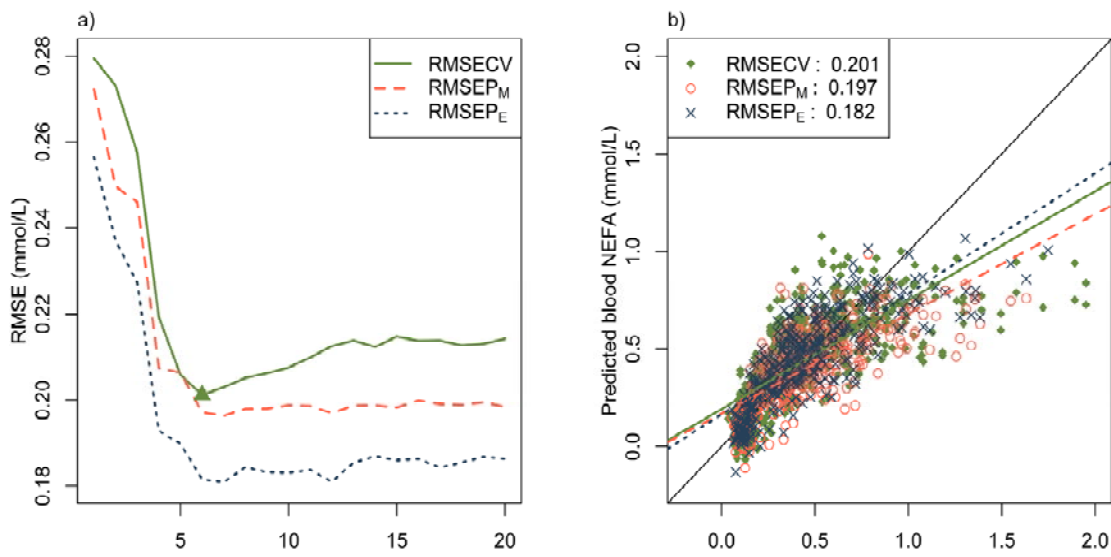 a)
RMSECV
RMSEPM
RMSEPE
RMSE (mmol/L)
0.28
0.26
0.24
0.22
0.20
0.18
5
10
15
20
b)
RMSECV : 0.201
RMSEPM : 0.197
RMSEPE : 0.182
Predicted blood NEFA (mmol/L)
2.0
1.5
1.0
0.5
0.0
0.0
0.5
1.0
1.5
2.0